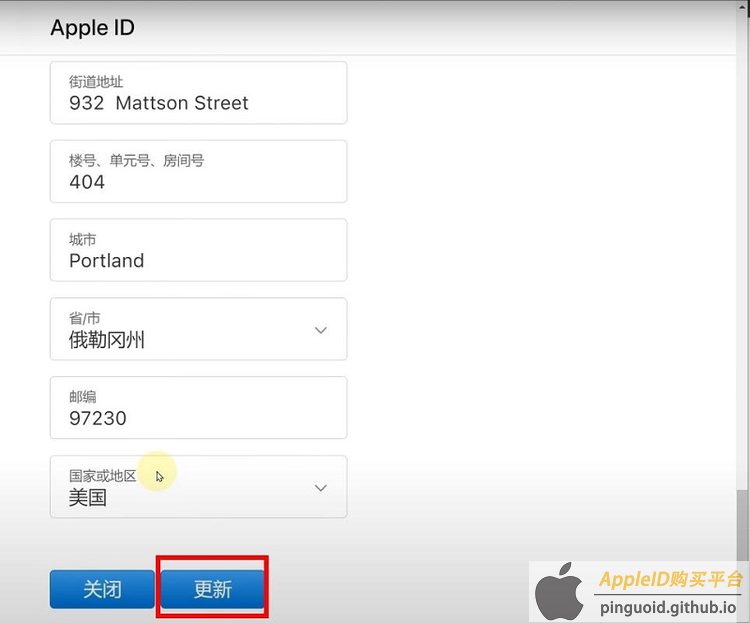 Apple ID
街道地址
932 Mattson Street
楼号、单元号、房间号
404
城市
Portland
省/市
俄勒冈州
邮编
97230
国家或地区
美国
关闭
更新
AppleID购买平台
pinguoid.github.io